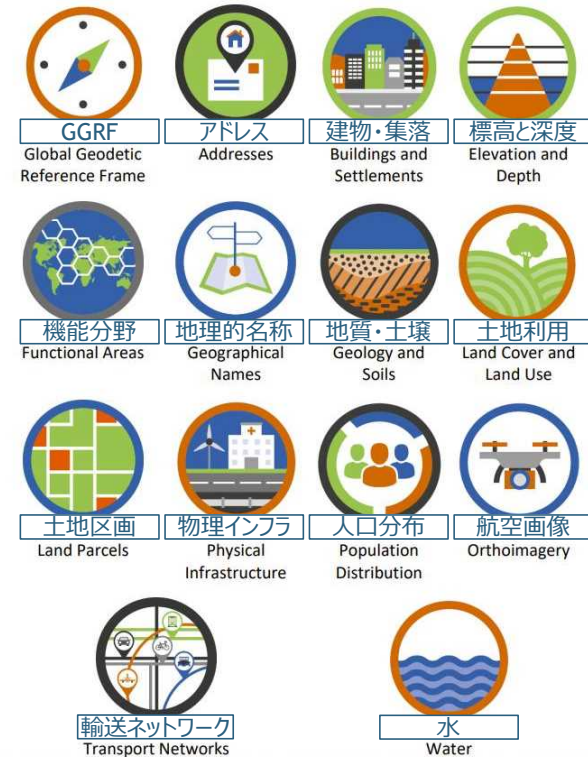 GGRF
Global Geodetic
Reference Frame
アドレス
Addresses
建物・集落
Buildings and
Settlements
標高と深度
Elevation and
Depth
機能分野
Functional Areas
地理的名称
Geographical
Names
地質・土壌
Geology and
Soils
土地利用
Land Cover and
Land Use
土地区画
Land Parcels
物理インフラ
Physical
Infrastructure
人口分布
Population
Distribution
航空画像
Orthoimagery
輸送ネットワーク
Transport Networks
水
Water